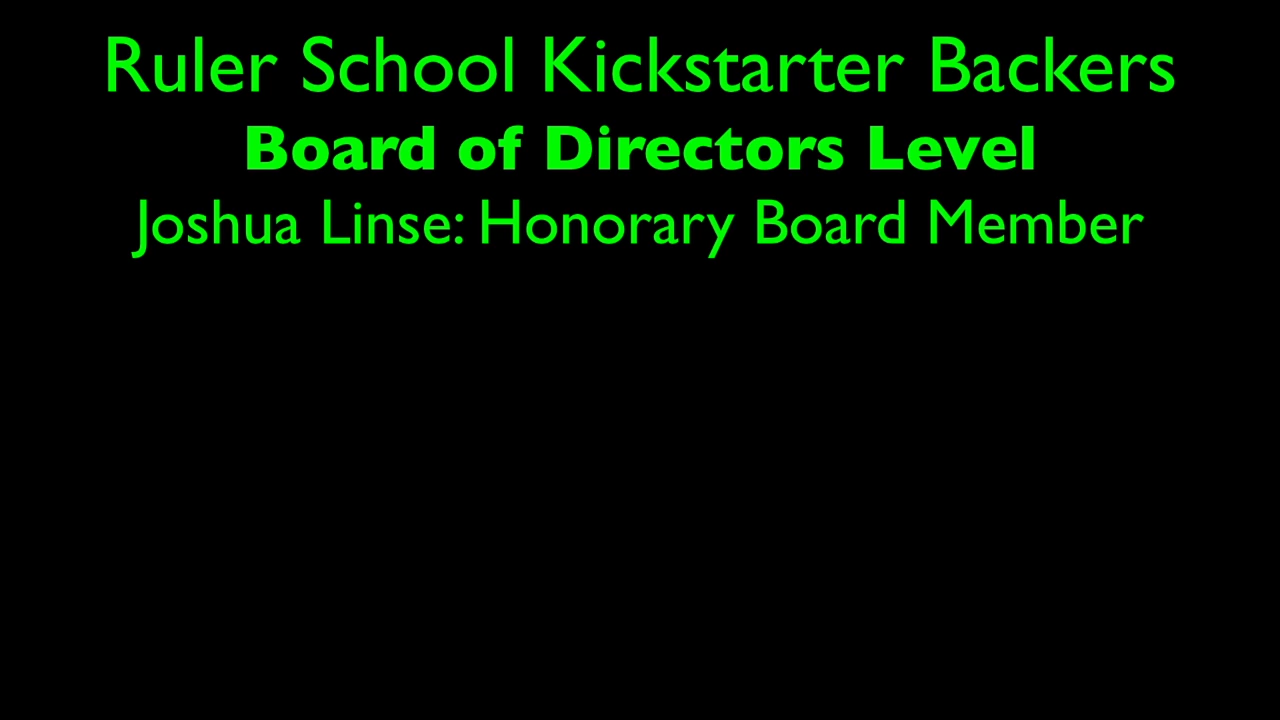 Ruler School Kickstarter Backers
Board of Directors Level
Joshua Linse: Honorary Board Member